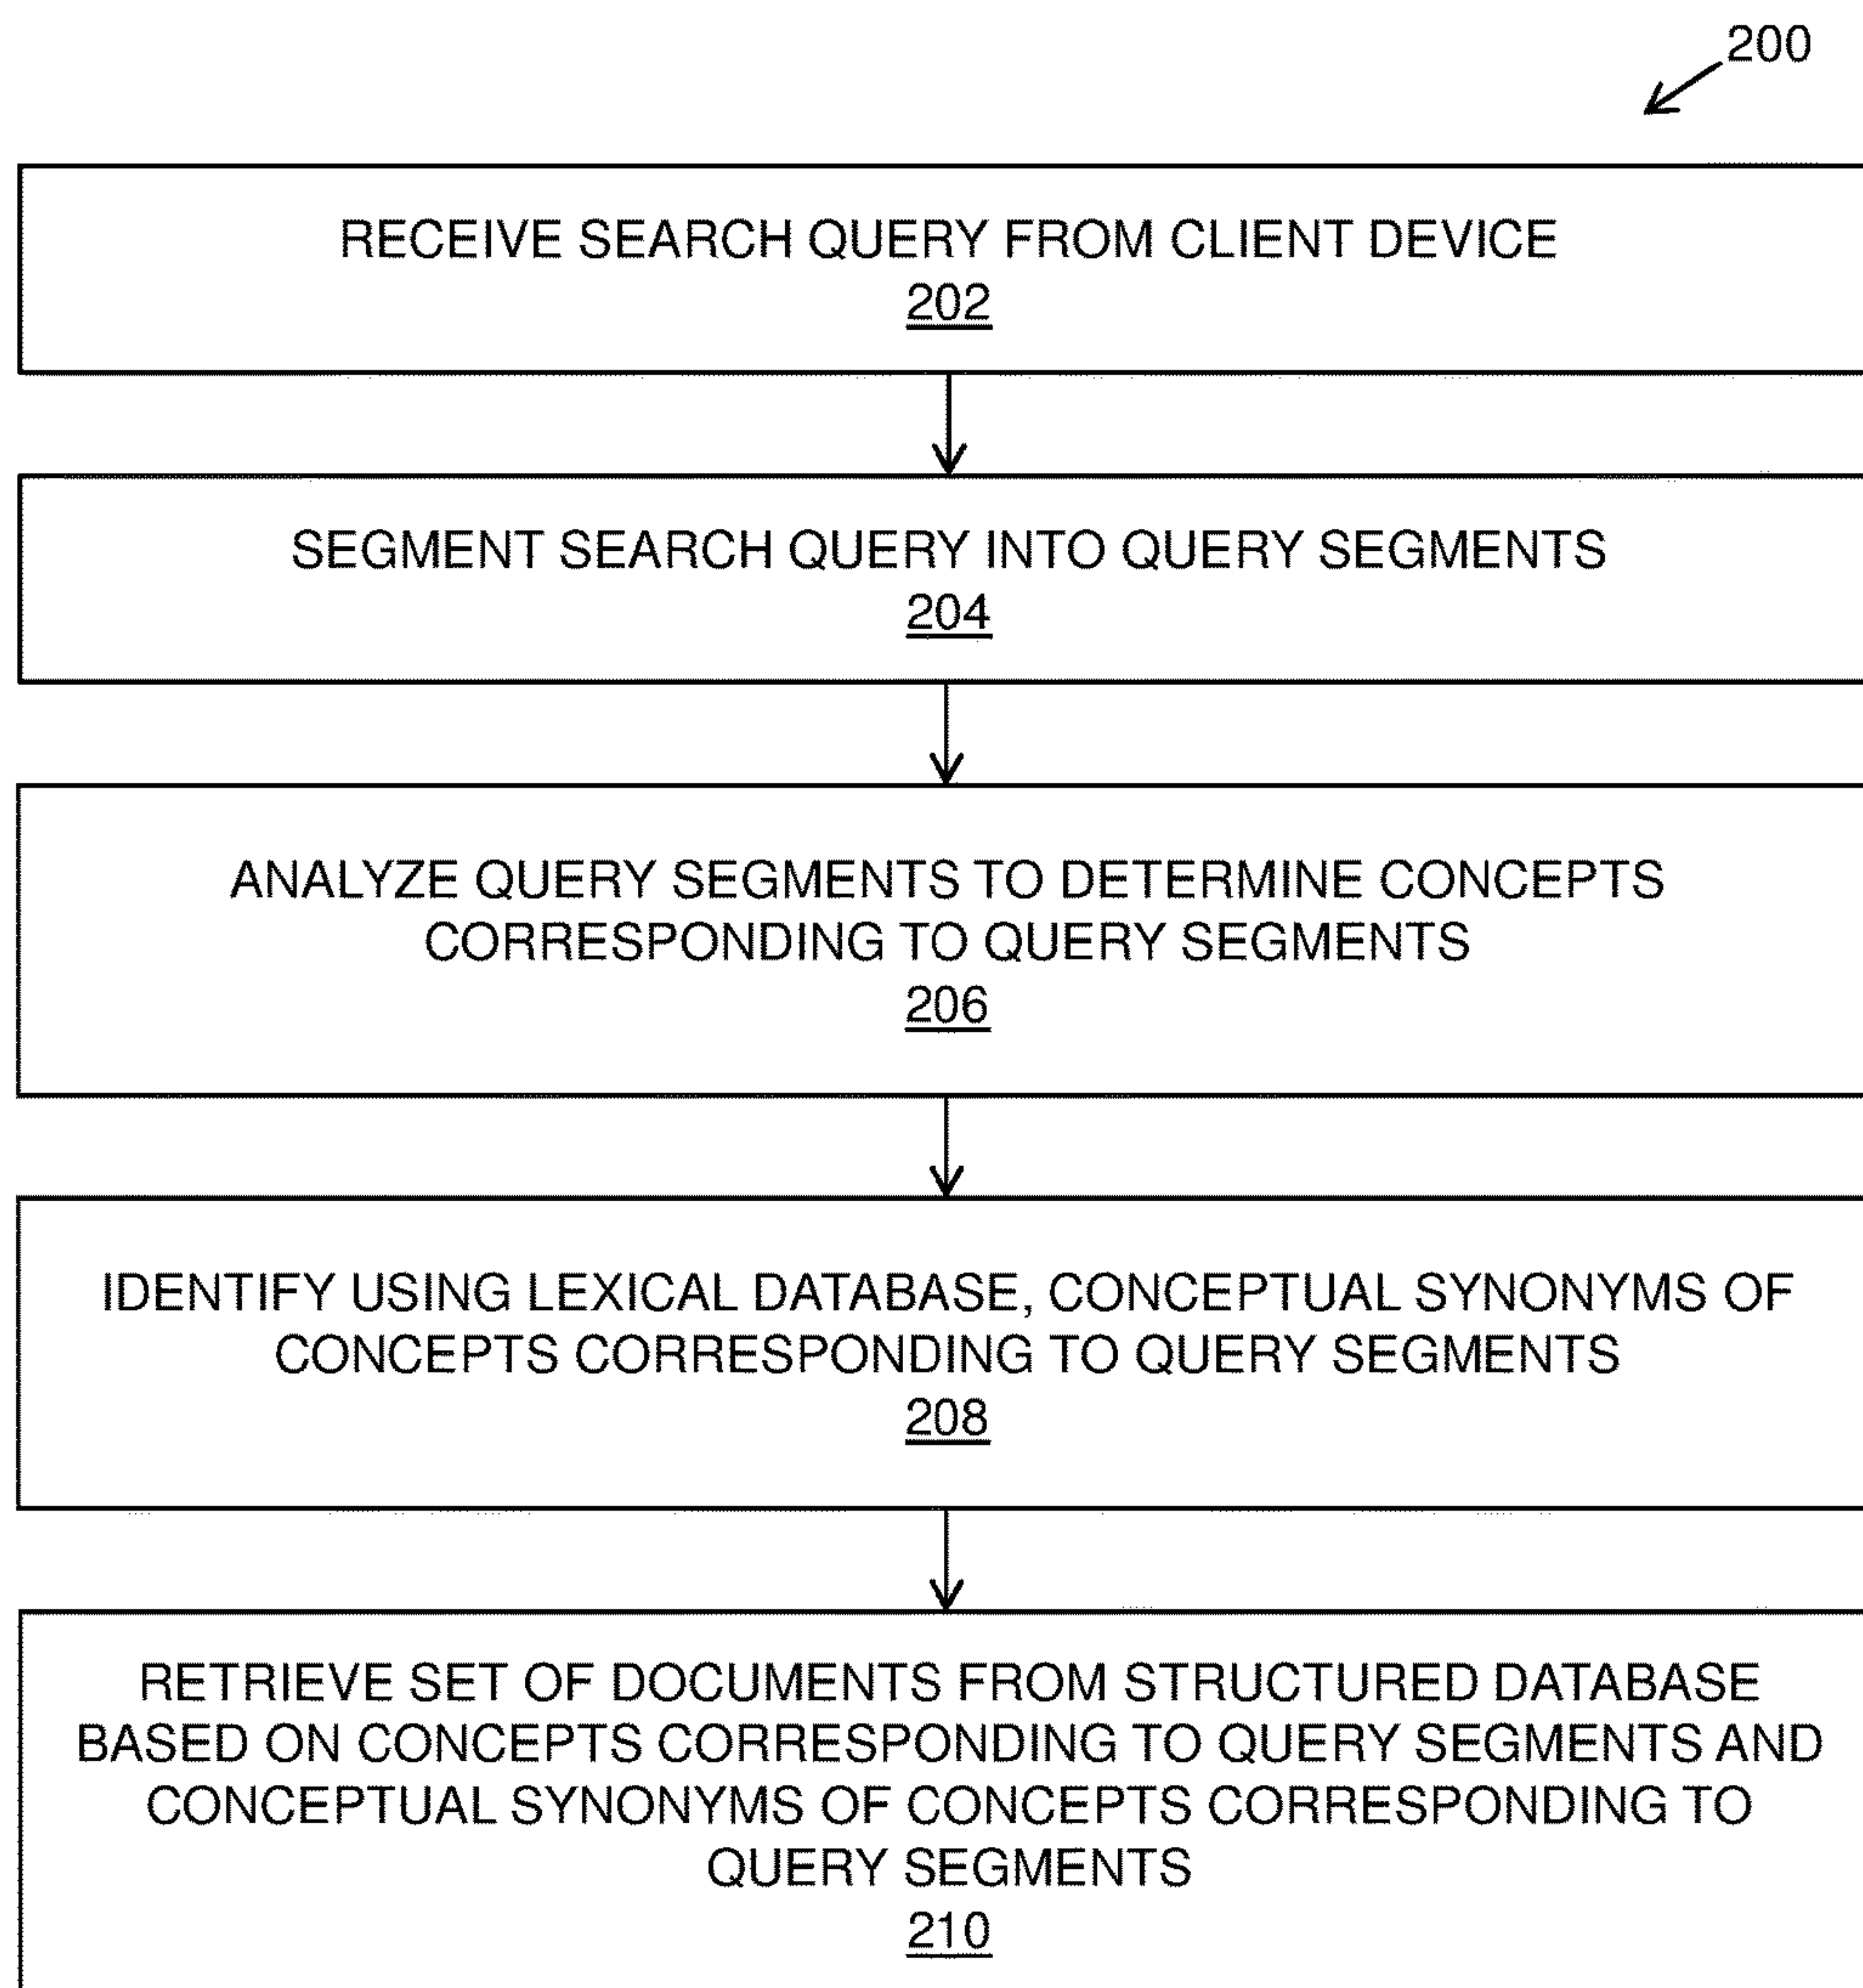 200
RECEIVE SEARCH QUERY FROM CLIENT DEVICE
202
SEGMENT SEARCH QUERY INTO QUERY SEGMENTS
204
ANALYZE QUERY SEGMENTS TO DETERMINE CONCEPTS
CORRESPONDING TO QUERY SEGMENTS
206
IDENTIFY USING LEXICAL DATABASE, CONCEPTUAL SYNONYMS OF
CONCEPTS CORRESPONDING TO QUERY SEGMENTS
208
RETRIEVE SET OF DOCUMENTS FROM STRUCTURED DATABASE
BASED ON CONCEPTS CORRESPONDING TO QUERY SEGMENTS AND
CONCEPTUAL SYNONYMS OF CONCEPTS CORRESPONDING TO
QUERY SEGMENTS
210